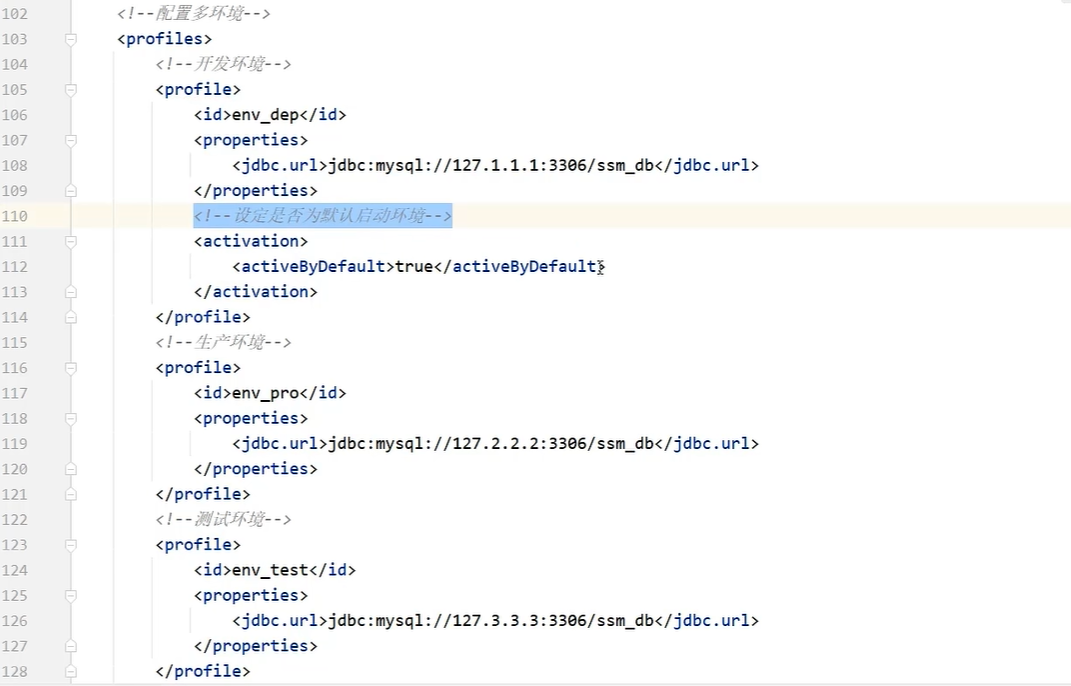 102 <!--配置多环境-->
103 <profiles>
104 <!--开发环境-->
105 <profile>
106 <id>env_dep</id>
107 <properties>
108 <jdbc.url>jdbc:mysql://127.1.1.1:3306/ssm_db</jdbc.url>
109 </properties>
110 <!--设定是否为默认启动环境-->
111 <activation>
112 <activeByDefault>true</activeByDefault>
113 </activation>
114 </profile>
115 <!--生产环境-->
116 <profile>
117 <id>env_pro</id>
118 <properties>
119 <jdbc.url>jdbc:mysql://127.2.2.2:3306/ssm_db</jdbc.url>
120 </properties>
121 </profile>
122 <!--测试环境-->
123 <profile>
124 <id>env_test</id>
125 <properties>
126 <jdbc.url>jdbc:mysql://127.3.3.3:3306/ssm_db</jdbc.url>
127 </properties>
128 </profile>